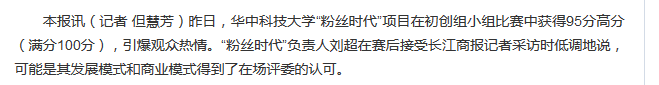 本报讯（记者 但慧芳）昨日，华中科技大学“粉丝时代”项目在初创组小组比赛中获得95分高分
（满分100分），引爆观众热情。“粉丝时代”负责人刘超在赛后接受长江商报记者采访时低调地说，
可能是其发展模式和商业模式得到了在场评委的认可。